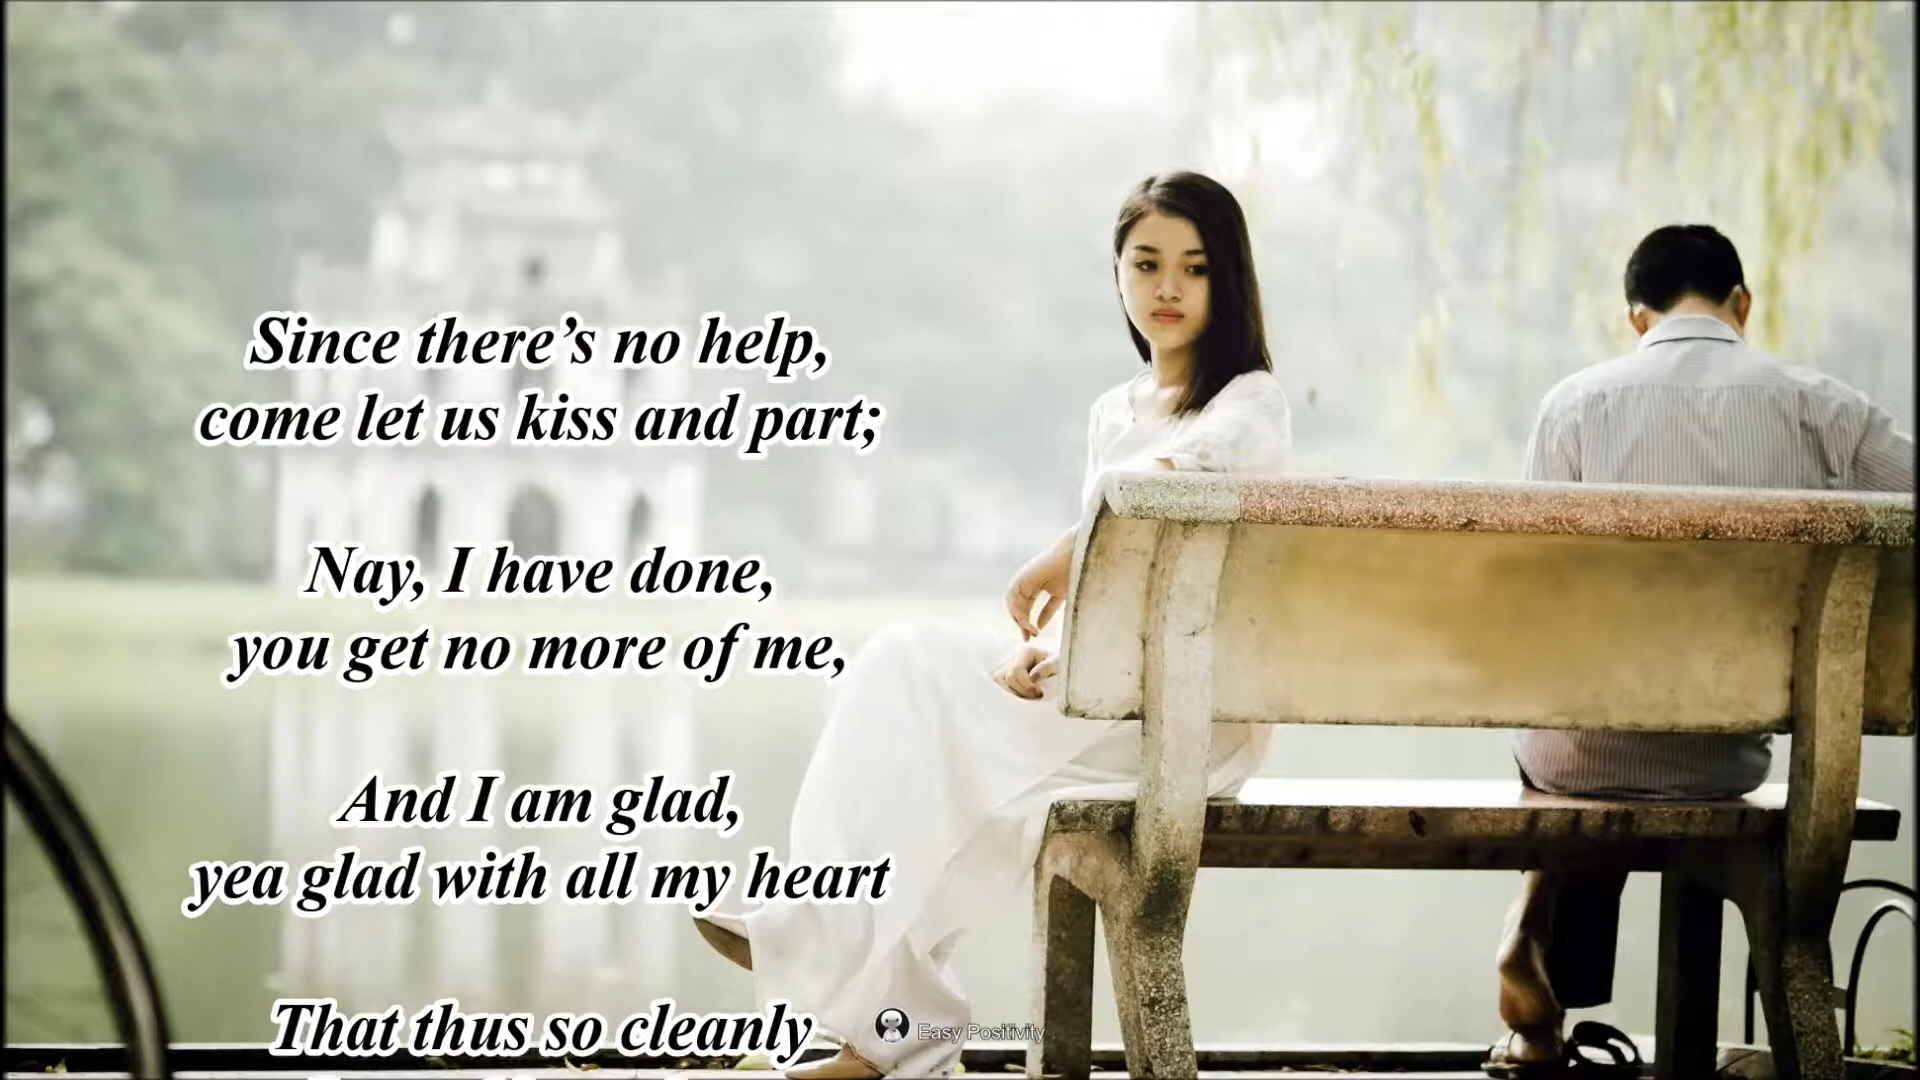 Since there’s no help,
come let us kiss and part;
Nay, I have done,
you get no more of me,
And I am glad,
yea glad with all my heart
That thus so cleanly
Easy Positivity